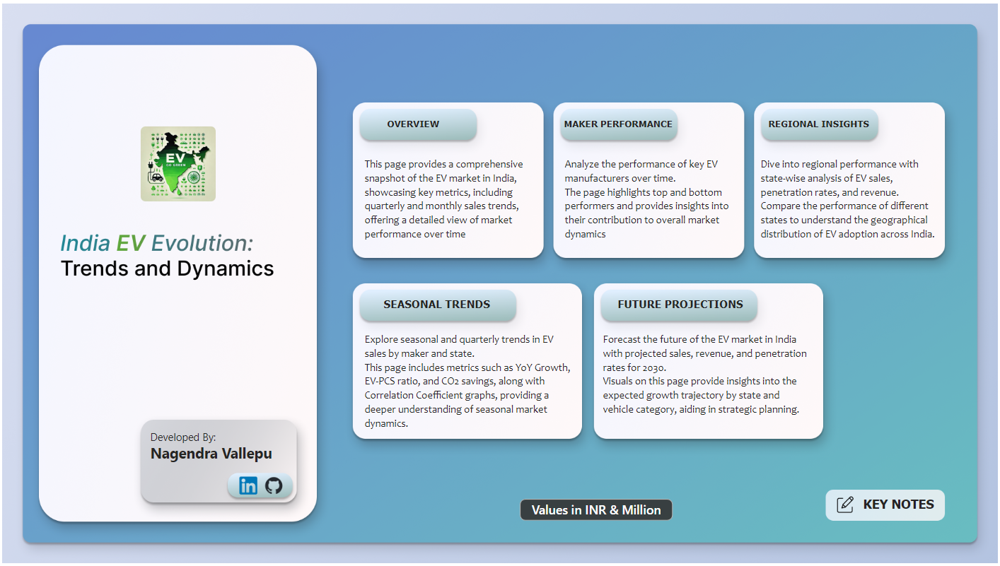 EV
GO GREEN
India EV Evolution:
Trends and Dynamics
Developed By:
Nagendra Vallepu
in
OVERVIEW
This page provides a comprehensive
snapshot of the EV market in India,
showcasing key metrics, including
quarterly and monthly sales trends,
offering a detailed view of market
performance over time
MAKER PERFORMANCE
Analyze the performance of key EV
manufacturers over time.
The page highlights top and bottom
performers and provides insights into
their contribution to overall market
dynamics
REGIONAL INSIGHTS
Dive into regional performance with
state-wise analysis of EV sales,
penetration rates, and revenue.
Compare the performance of different
states to understand the geographical
distribution of EV adoption across India.
SEASONAL TRENDS
Explore seasonal and quarterly trends in EV
sales by maker and state.
This page includes metrics such as YoY Growth,
EV-PCS ratio, and CO2 savings, along with
Correlation Coefficient graphs, providing a
deeper understanding of seasonal market
dynamics.
FUTURE PROJECTIONS
Forecast the future of the EV market in India
with projected sales, revenue, and penetration
rates for 2030.
Visuals on this page provide insights into the
expected growth trajectory by state and
vehicle category, aiding in strategic planning.
Values in INR & Million
KEY NOTES